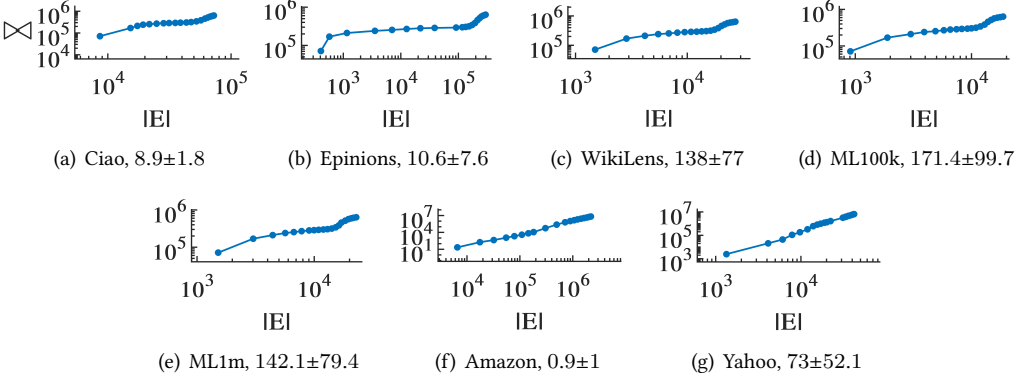 ⋈
10^6
10^5
10^4
10^4 10^5
|E|
(a) Ciao, 8.9±1.8
10^5
10^3 10^4 10^5
|E|
(b) Epinions, 10.6±7.6
10^6
10^5
10^3 10^4
|E|
(c) WikiLens, 138±77
10^6
10^5
10^3 10^4
|E|
(d) ML100k, 171.4±99.7
10^6
10^5
10^3 10^4
|E|
(e) ML1m, 142.1±79.4
10^7
10^4
10^1
10^4 10^5 10^6
|E|
(f) Amazon, 0.9±1
10^7
10^5
10^3
10^3 10^4
|E|
(g) Yahoo, 73±52.1